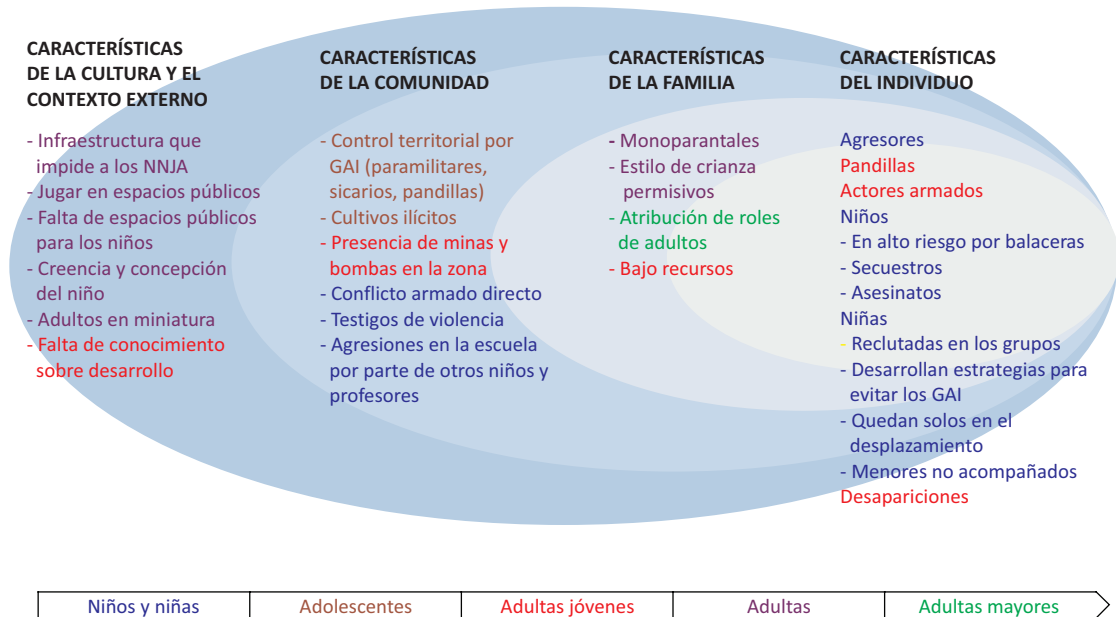 CARACTERÍSTICAS
DE LA CULTURA Y EL
CONTEXTO EXTERNO
- Infraestructura que
impide a los NNJA
- Jugar en espacios públicos
- Falta de espacios públicos
para los niños
- Creencia y concepción
del niño
- Adultos en miniatura
- Falta de conocimiento
sobre desarrollo
CARACTERÍSTICAS
DE LA COMUNIDAD
- Control territorial por
GAI (paramilitares,
sicarios, pandillas)
- Cultivos ilícitos
- Presencia de minas y
bombas en la zona
- Conflicto armado directo
- Testigos de violencia
- Agresiones en la escuela
por parte de otros niños y
profesores
CARACTERÍSTICAS
DE LA FAMILIA
- Monoparantales
- Estilo de crianza
permisivos
- Atribución de roles
de adultos
- Bajo recursos
CARACTERÍSTICAS
DEL INDIVIDUO
Agresores
Pandillas
Actores armados
Niños
- En alto riesgo por balaceras
- Secuestros
- Asesinatos
Niñas
- Reclutadas en los grupos
- Desarrollan estrategias para
evitar los GAI
- Quedan solos en el
desplazamiento
- Menores no acompañados
Desapariciones
Niños y niñas
Adolescentes
Adultas jóvenes
Adultas
Adultas mayores